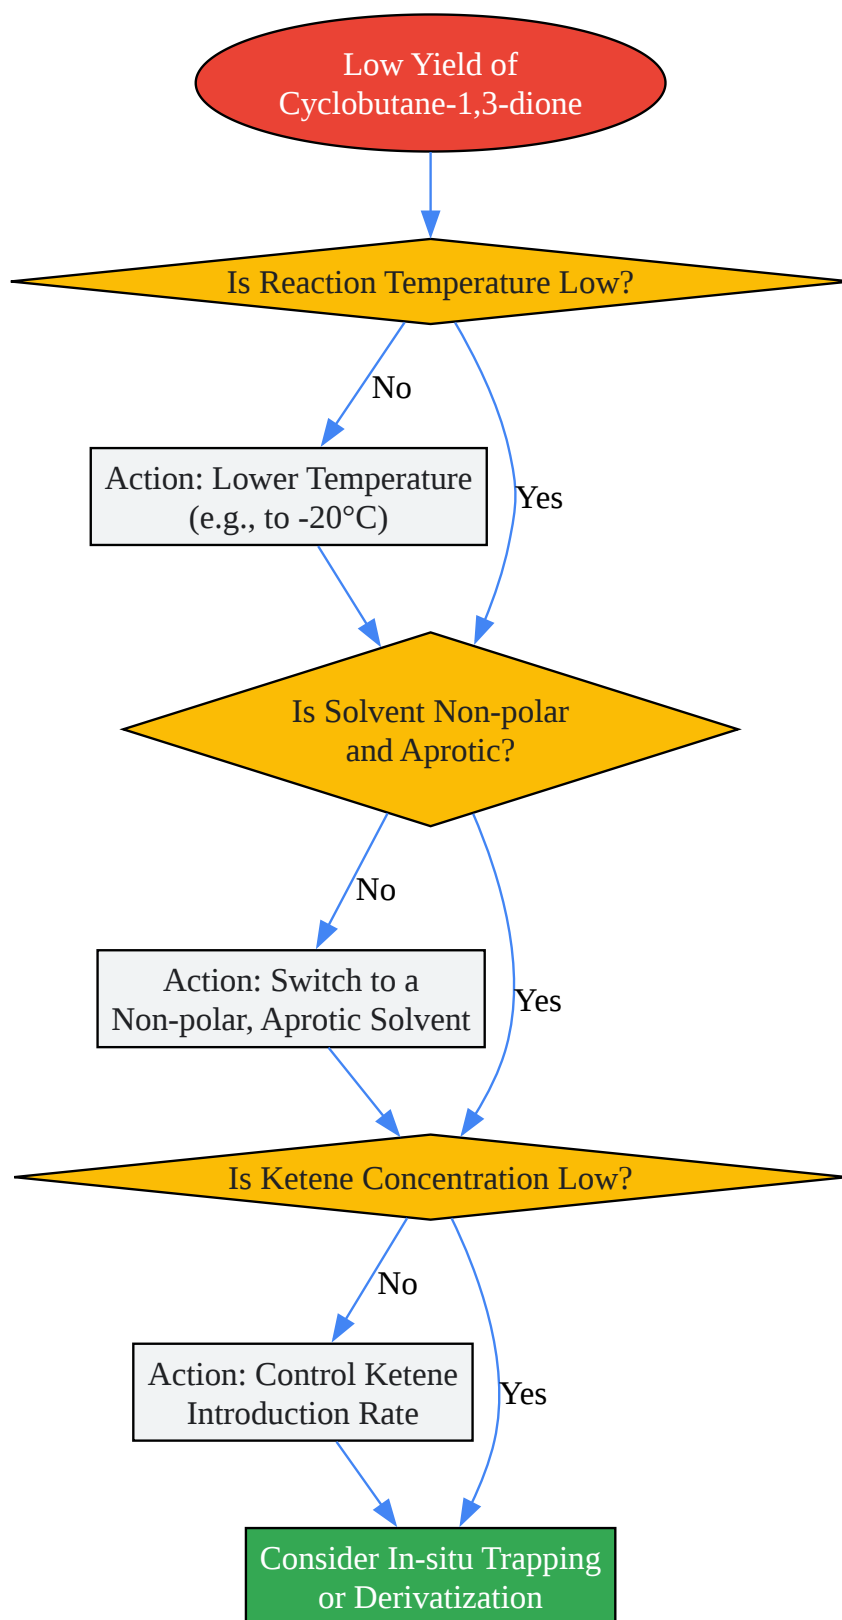 Low Yield of
Cyclobutane-1,3-dione
Is Reaction Temperature Low?
No
Action: Lower Temperature
(e.g., to -20°C)
Yes
Is Solvent Non-polar
and Aprotic?
No
Action: Switch to a
Non-polar, Aprotic Solvent
Yes
Is Ketene Concentration Low?
No
Action: Control Ketene
Introduction Rate
Yes
Consider In-situ Trapping
or Derivatization